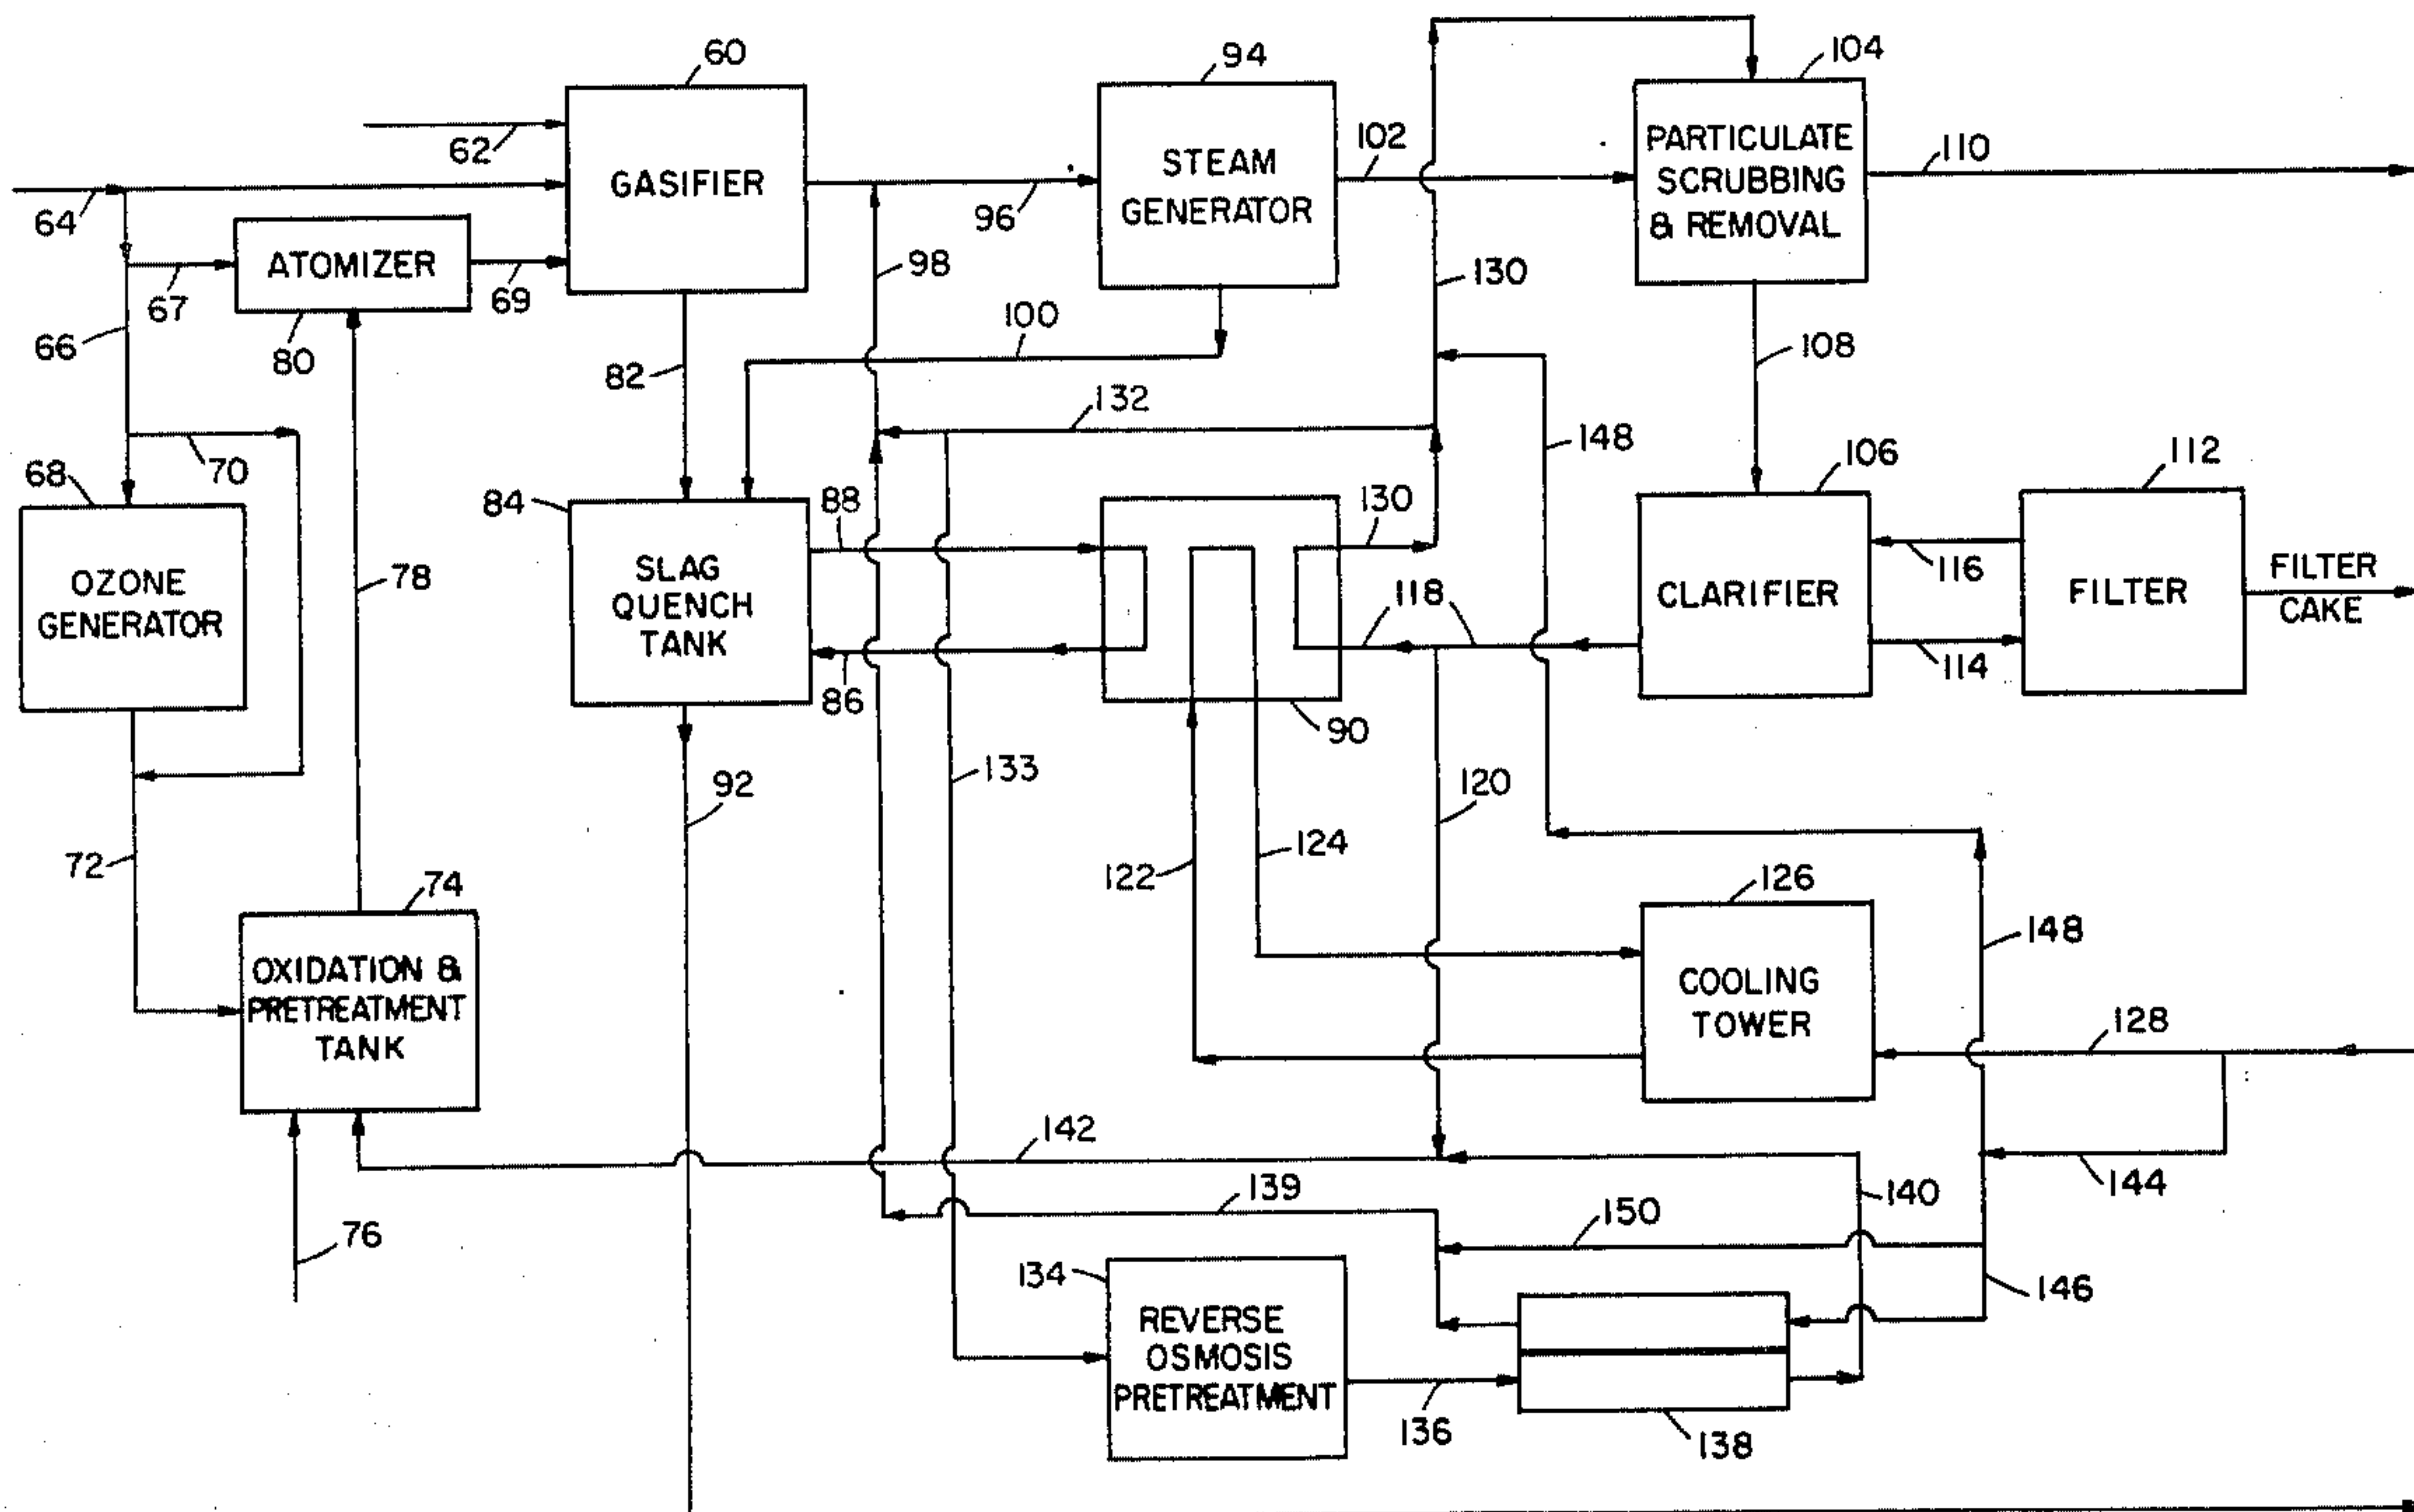 60
94
104
62
GASIFIER
STEAM
GENERATOR
102
PARTICULATE
SCRUBBING
& REMOVAL
110
64
96
ATOMIZER
67
69
98
130
66
80
100
82
108
132
148
70
68
84
88
130
106
112
OZONE
GENERATOR
78
SLAG
QUENCH
TANK
118
CLARIFIER
116
FILTER
FILTER
CAKE
86
114
90
133
92
120
72
74
122
124
126
OXIDATION &
PRETREATMENT
TANK
COOLING
TOWER
148
128
142
76
139
140
144
150
134
146
REVERSE
OSMOSIS
PRETREATMENT
136
138